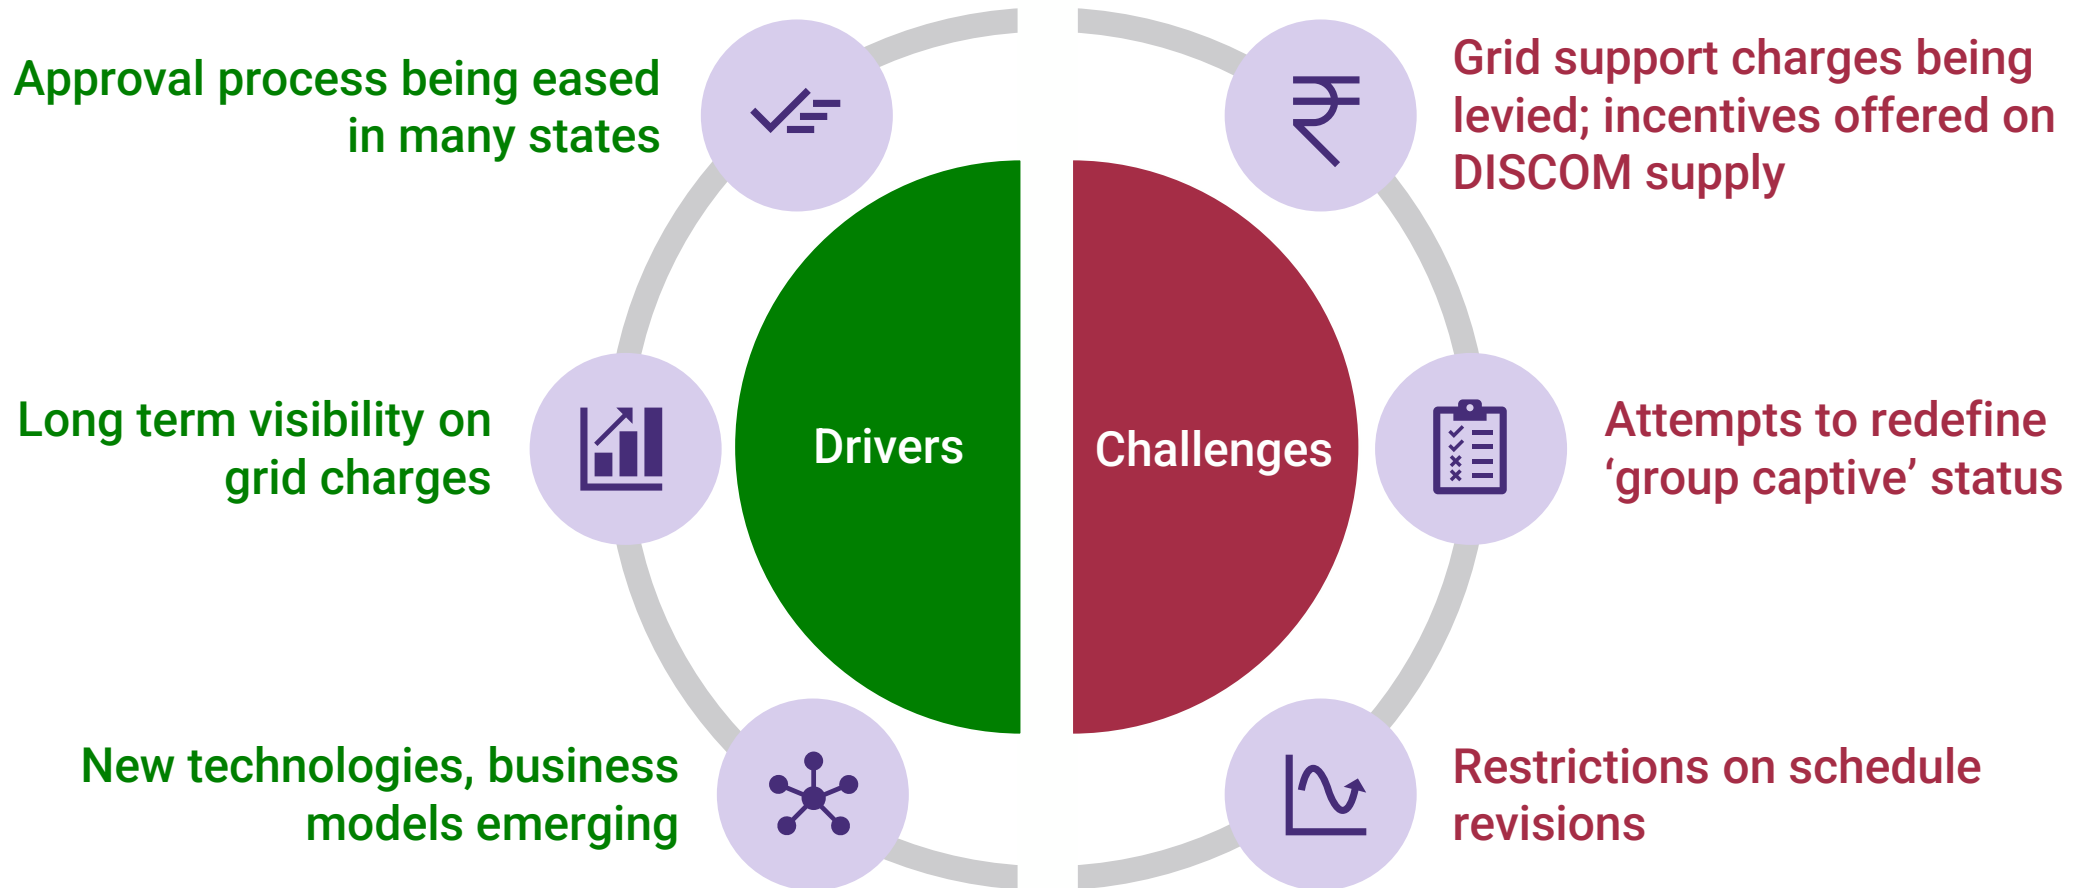 Approval process being eased
in many states
Long term visibility on
grid charges
New technologies, business
models emerging
Drivers
Challenges
Grid support charges being
levied; incentives offered on
DISCOM supply
Attempts to redefine
‘group captive’ status
Restrictions on schedule
revisions